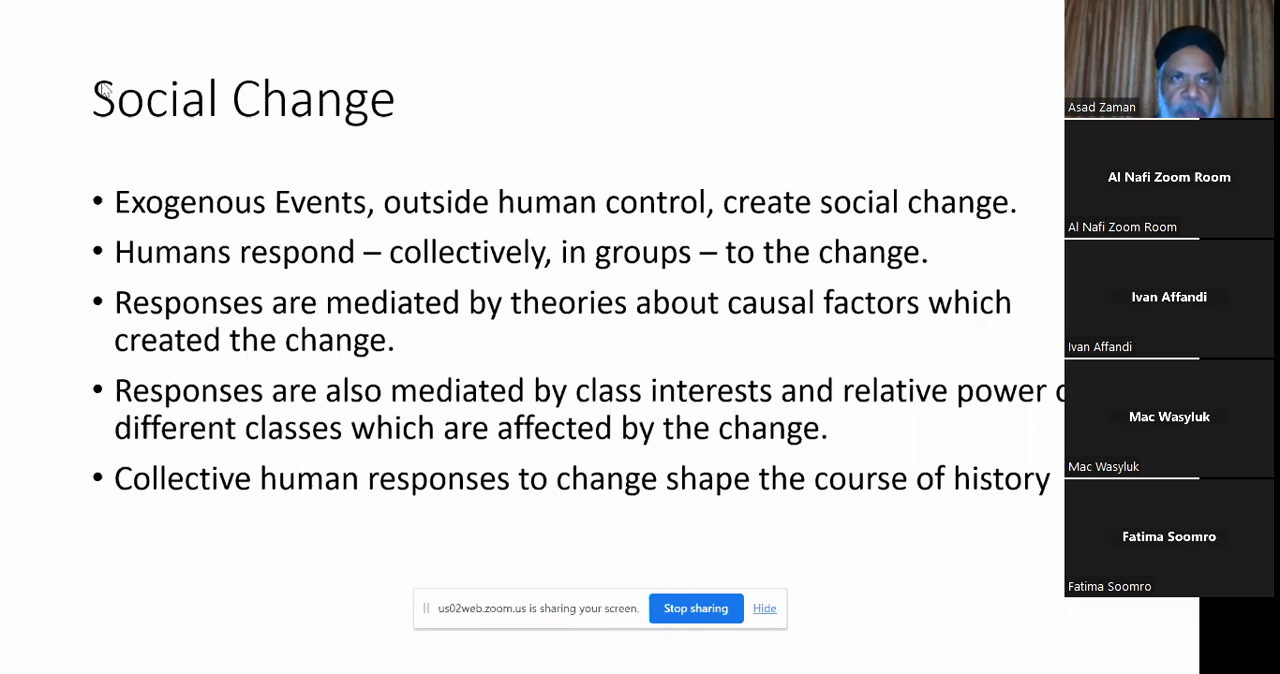 Social Change
• Exogenous Events, outside human control, create social change.
• Humans respond – collectively, in groups – to the change.
• Responses are mediated by theories about causal factors which
created the change.
• Responses are also mediated by class interests and relative power
different classes which are affected by the change.
• Collective human responses to change shape the course of history
us02web.zoom.us is sharing your screen.
Stop sharing
Hide
Asad Zaman
Al Nafi Zoom Room
Al Nafi Zoom Room
Ivan Affandi
Ivan Affandi
Mac Wasyluk
Mac Wasyluk
Fatima Soomro
Fatima Soomro